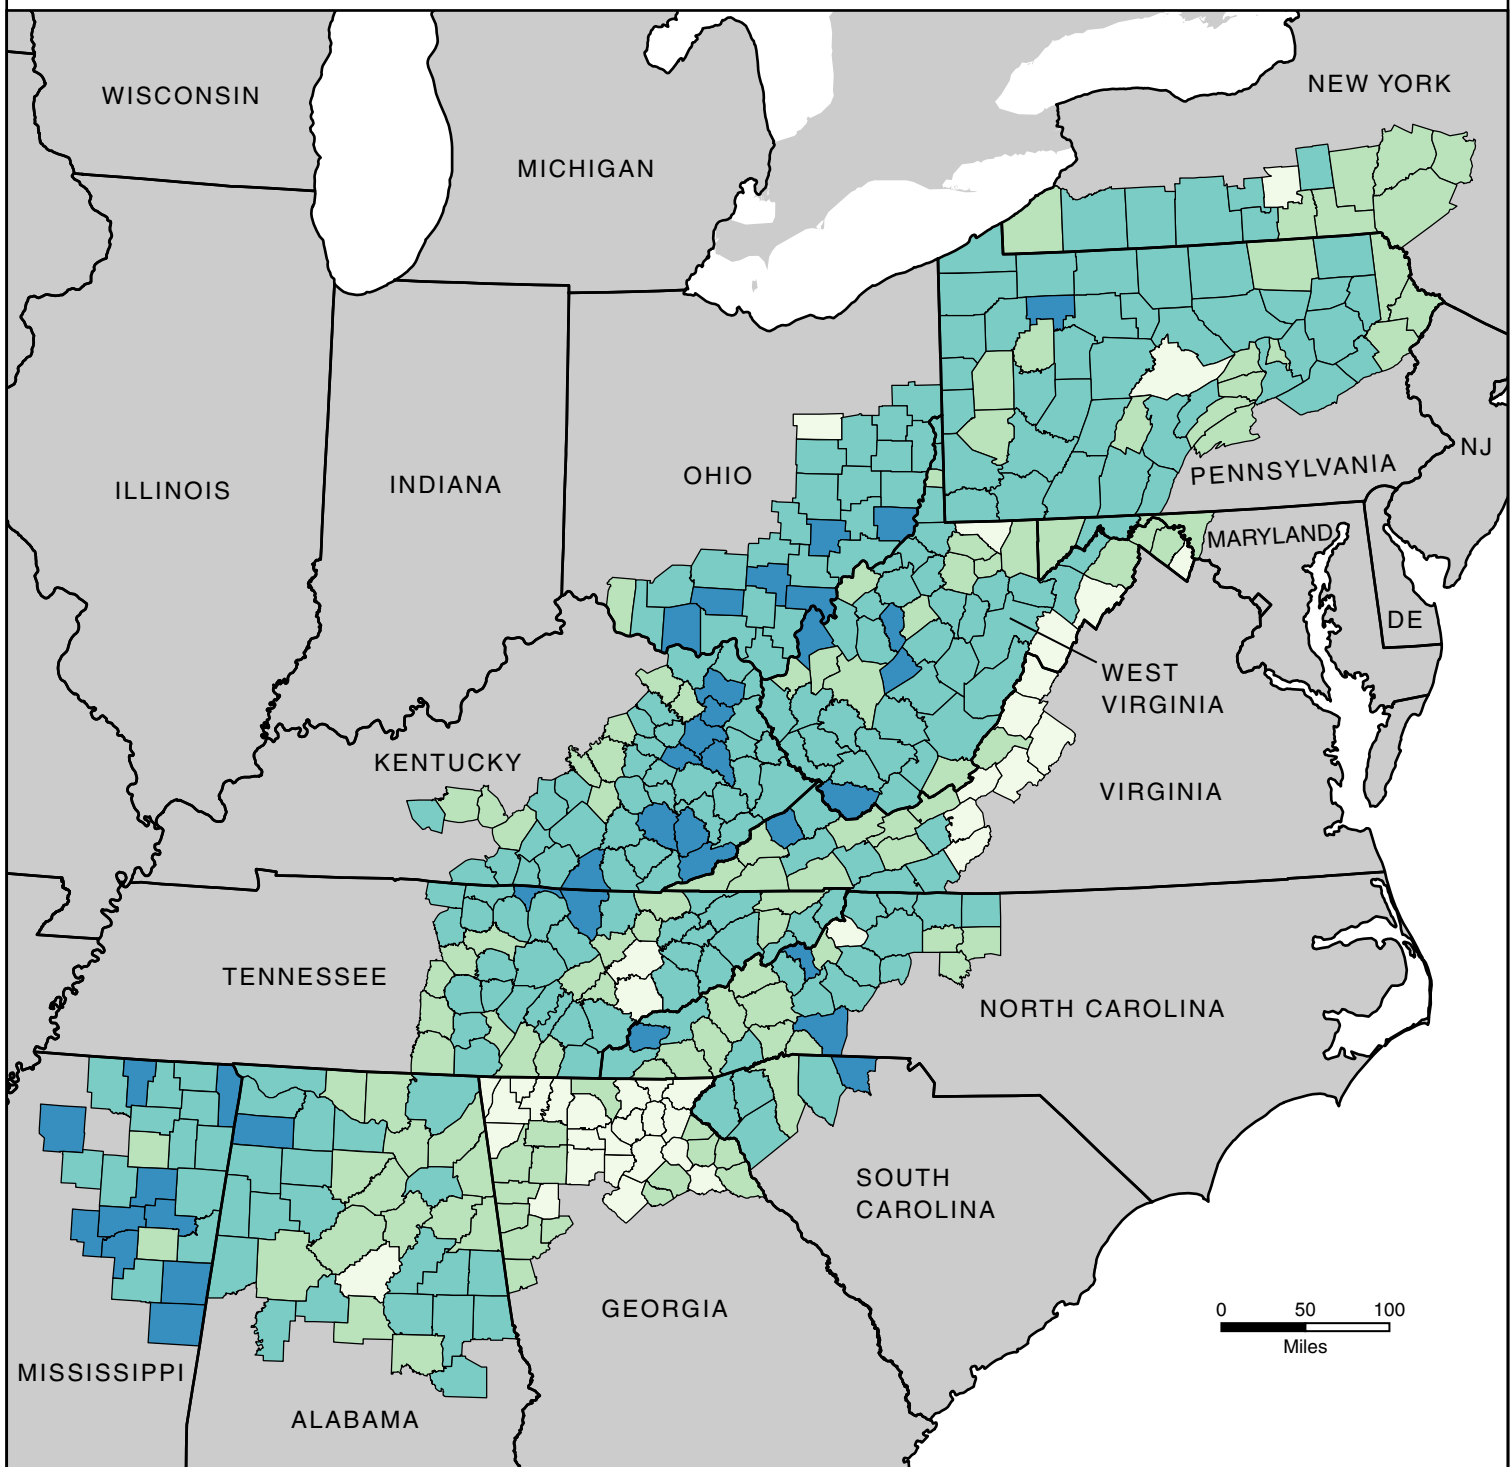 WISCONSIN
NEW YORK
MICHIGAN
ILLINOIS
INDIANA
OHIO
PENNSYLVANIA
NJ
MARYLAND
DE
WEST
VIRGINIA
KENTUCKY
VIRGINIA
TENNESSEE
NORTH CAROLINA
SOUTH
CAROLINA
GEORGIA
0 50 100
Miles
MISSISSIPPI
ALABAMA